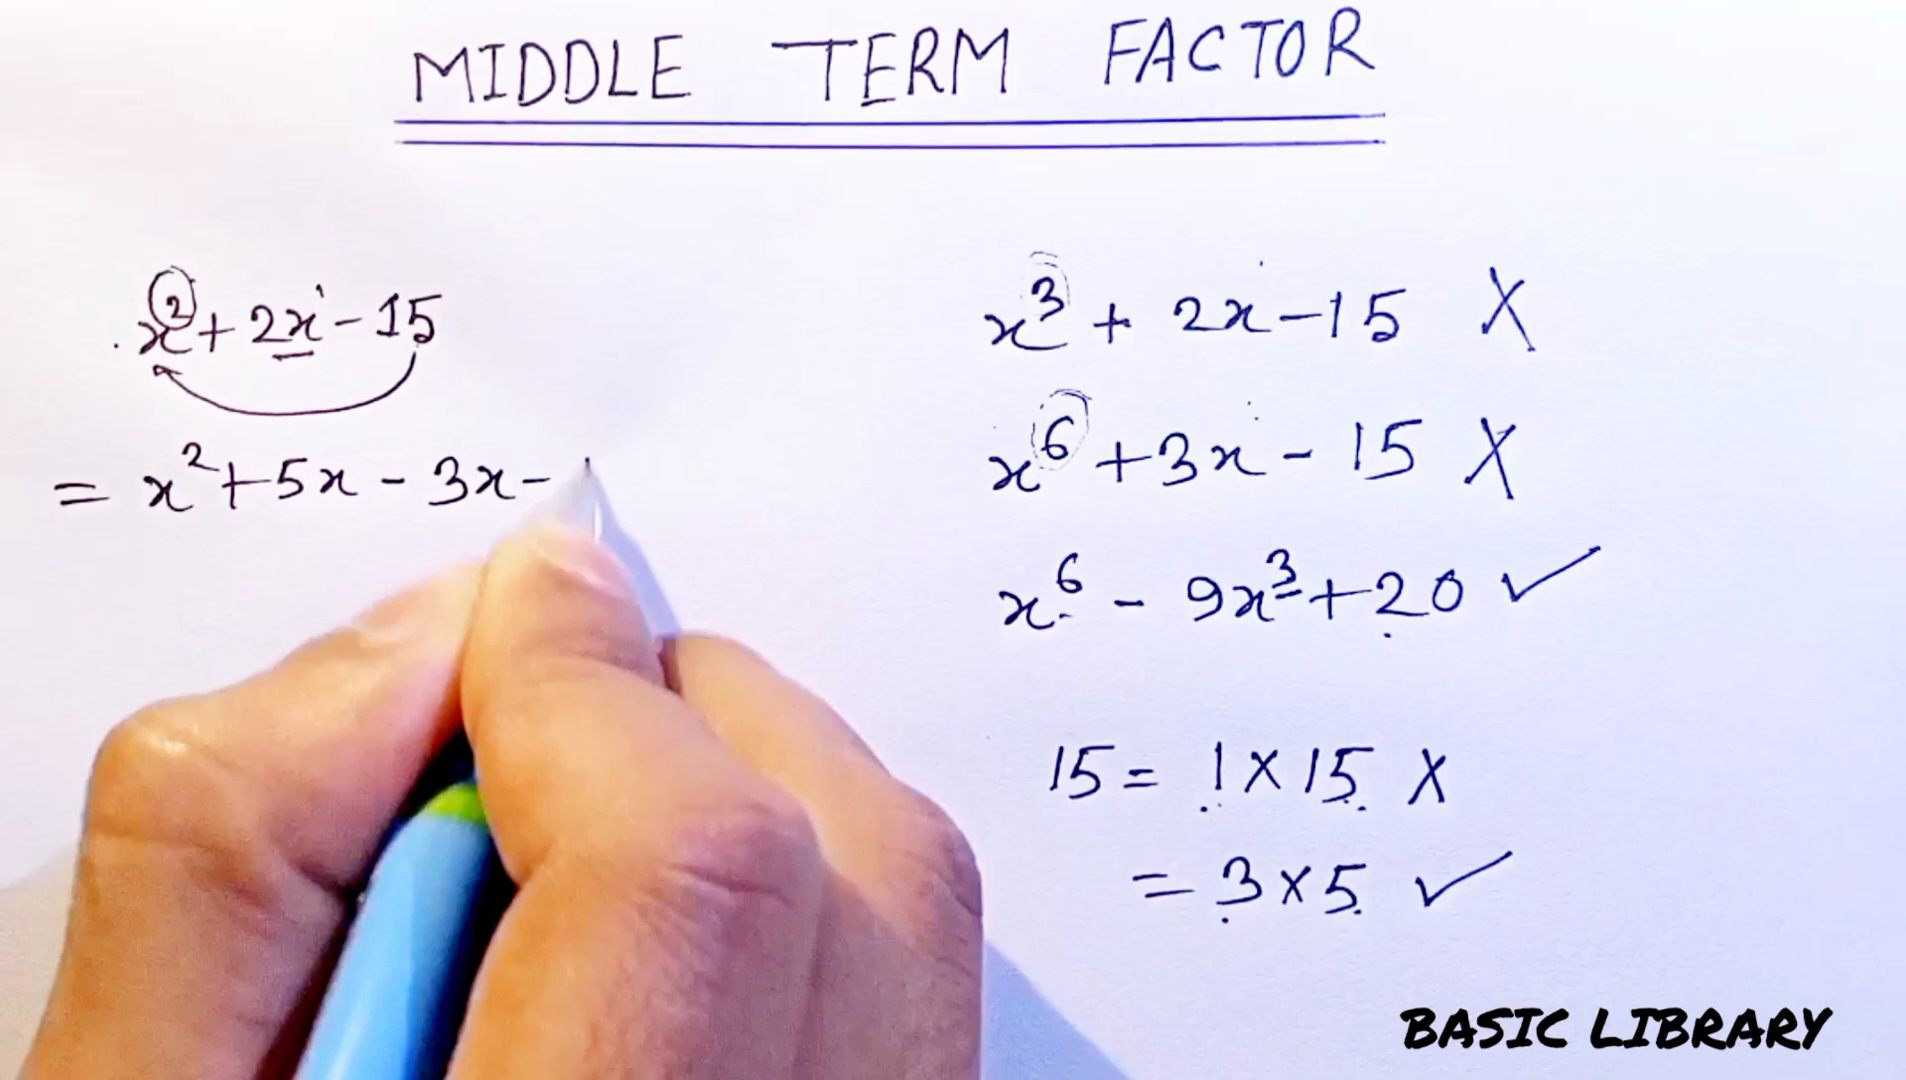 MIDDLE TERM FACTOR
x² + 2x - 15
= x² + 5x - 3x -
x³ + 2x - 15 X
x⁶ + 3x - 15 X
x⁶ - 9x³ + 20 ✓
15 = 1 × 15 X
= 3 × 5 ✓
BASIC LIBRARY